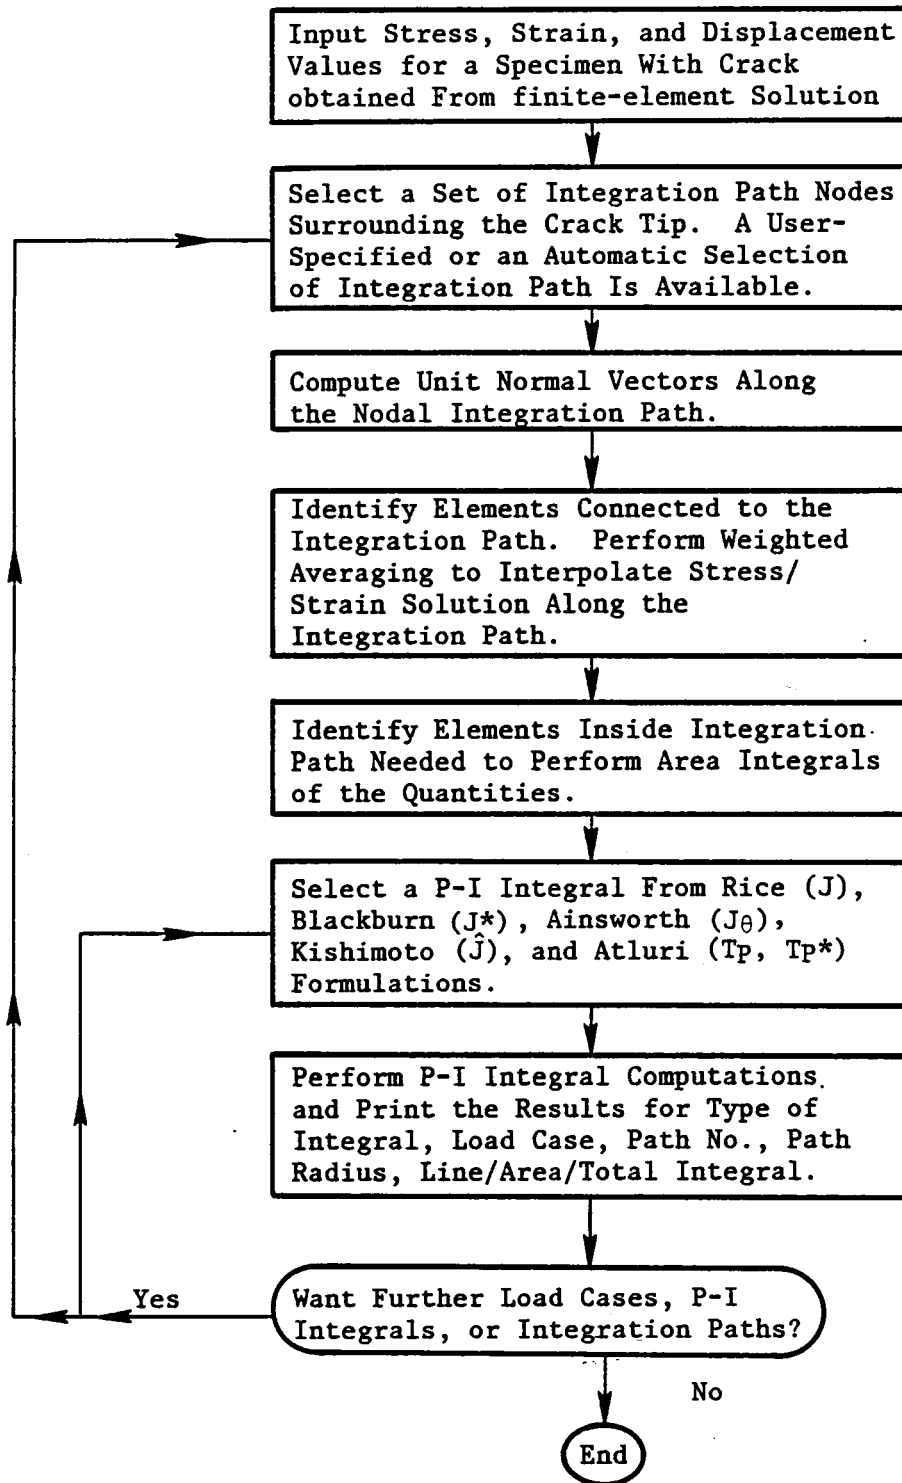 Input Stress, Strain, and Displacement
Values for a Specimen With Crack
obtained From finite-element Solution
Select a Set of Integration Path Nodes
Surrounding the Crack Tip. A User-
Specified or an Automatic Selection
of Integration Path Is Available.
Compute Unit Normal Vectors Along
the Nodal Integration Path.
Identify Elements Connected to the
Integration Path. Perform Weighted
Averaging to Interpolate Stress/
Strain Solution Along the
Integration Path.
Identify Elements Inside Integration
Path Needed to Perform Area Integrals
of the Quantities.
Select a P-I Integral From Rice (J),
Blackburn (J*), Ainsworth (Jθ),
Kishimoto (Ĵ), and Atluri (Tp, Tp*)
Formulations.
Perform P-I Integral Computations
and Print the Results for Type of
Integral, Load Case, Path No., Path
Radius, Line/Area/Total Integral.
Yes
Want Further Load Cases, P-I
Integrals, or Integration Paths?
No
End